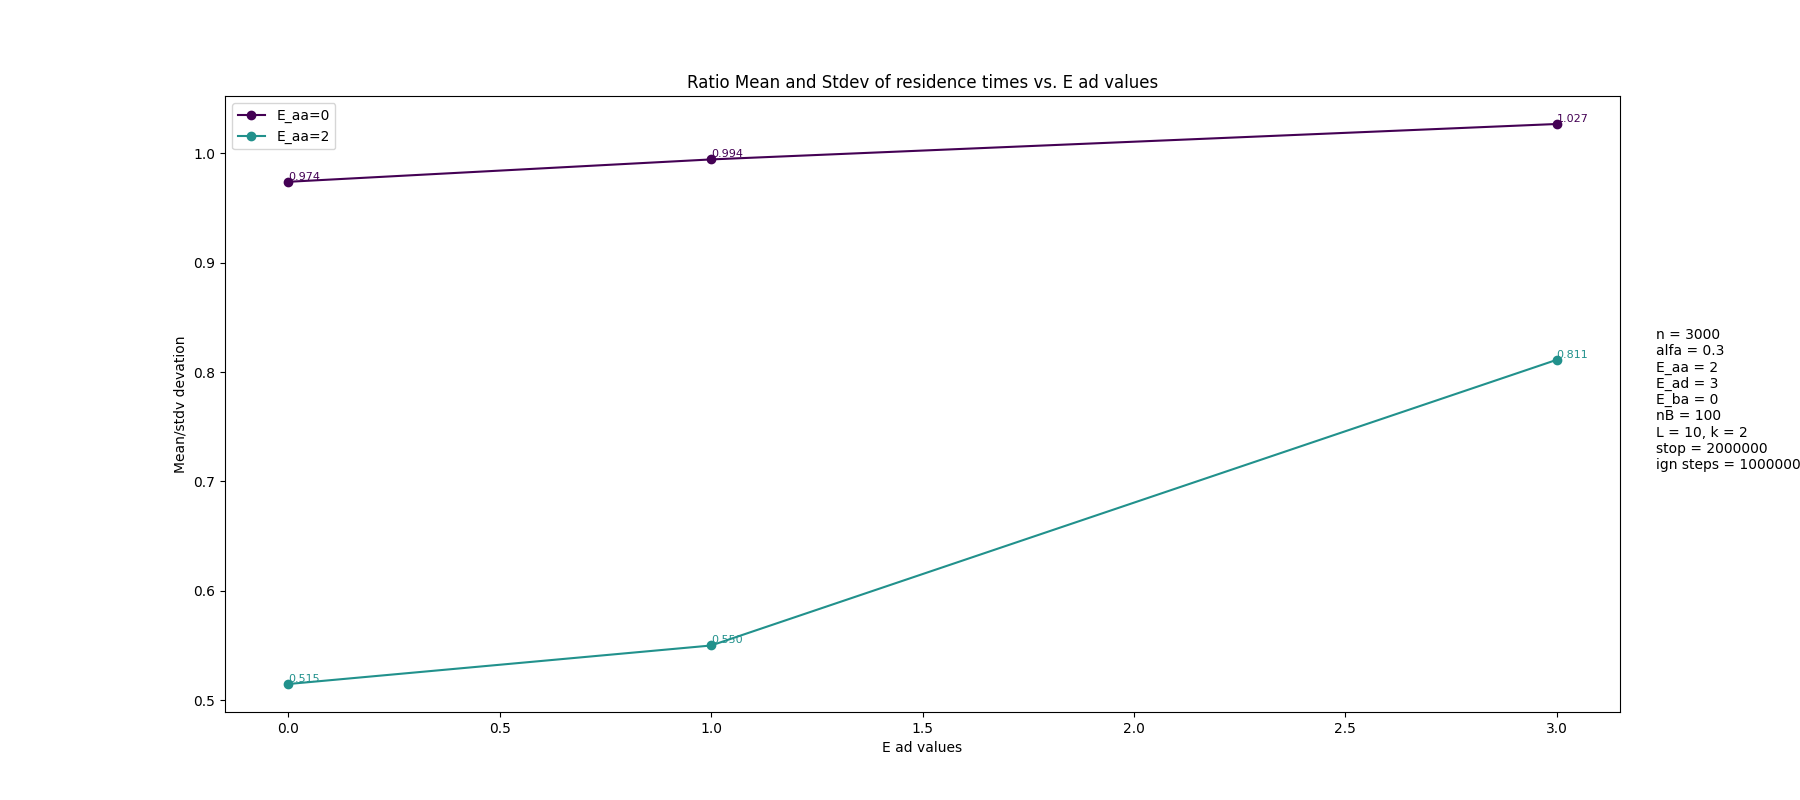 Ratio Mean and Stdev of residence times vs. E ad values
E_aa=0
E_aa=2
1.027
0.994
0.974
0.811
0.550
0.515
1.0
0.9
0.8
0.7
0.6
0.5
Mean/stdv devation
0.0 0.5 1.0 1.5 2.0 2.5 3.0
E ad values
n = 3000
alfa = 0.3
E_aa = 2
E_ad = 3
E_ba = 0
nB = 100
L = 10, k = 2
stop = 2000000
ign steps = 1000000